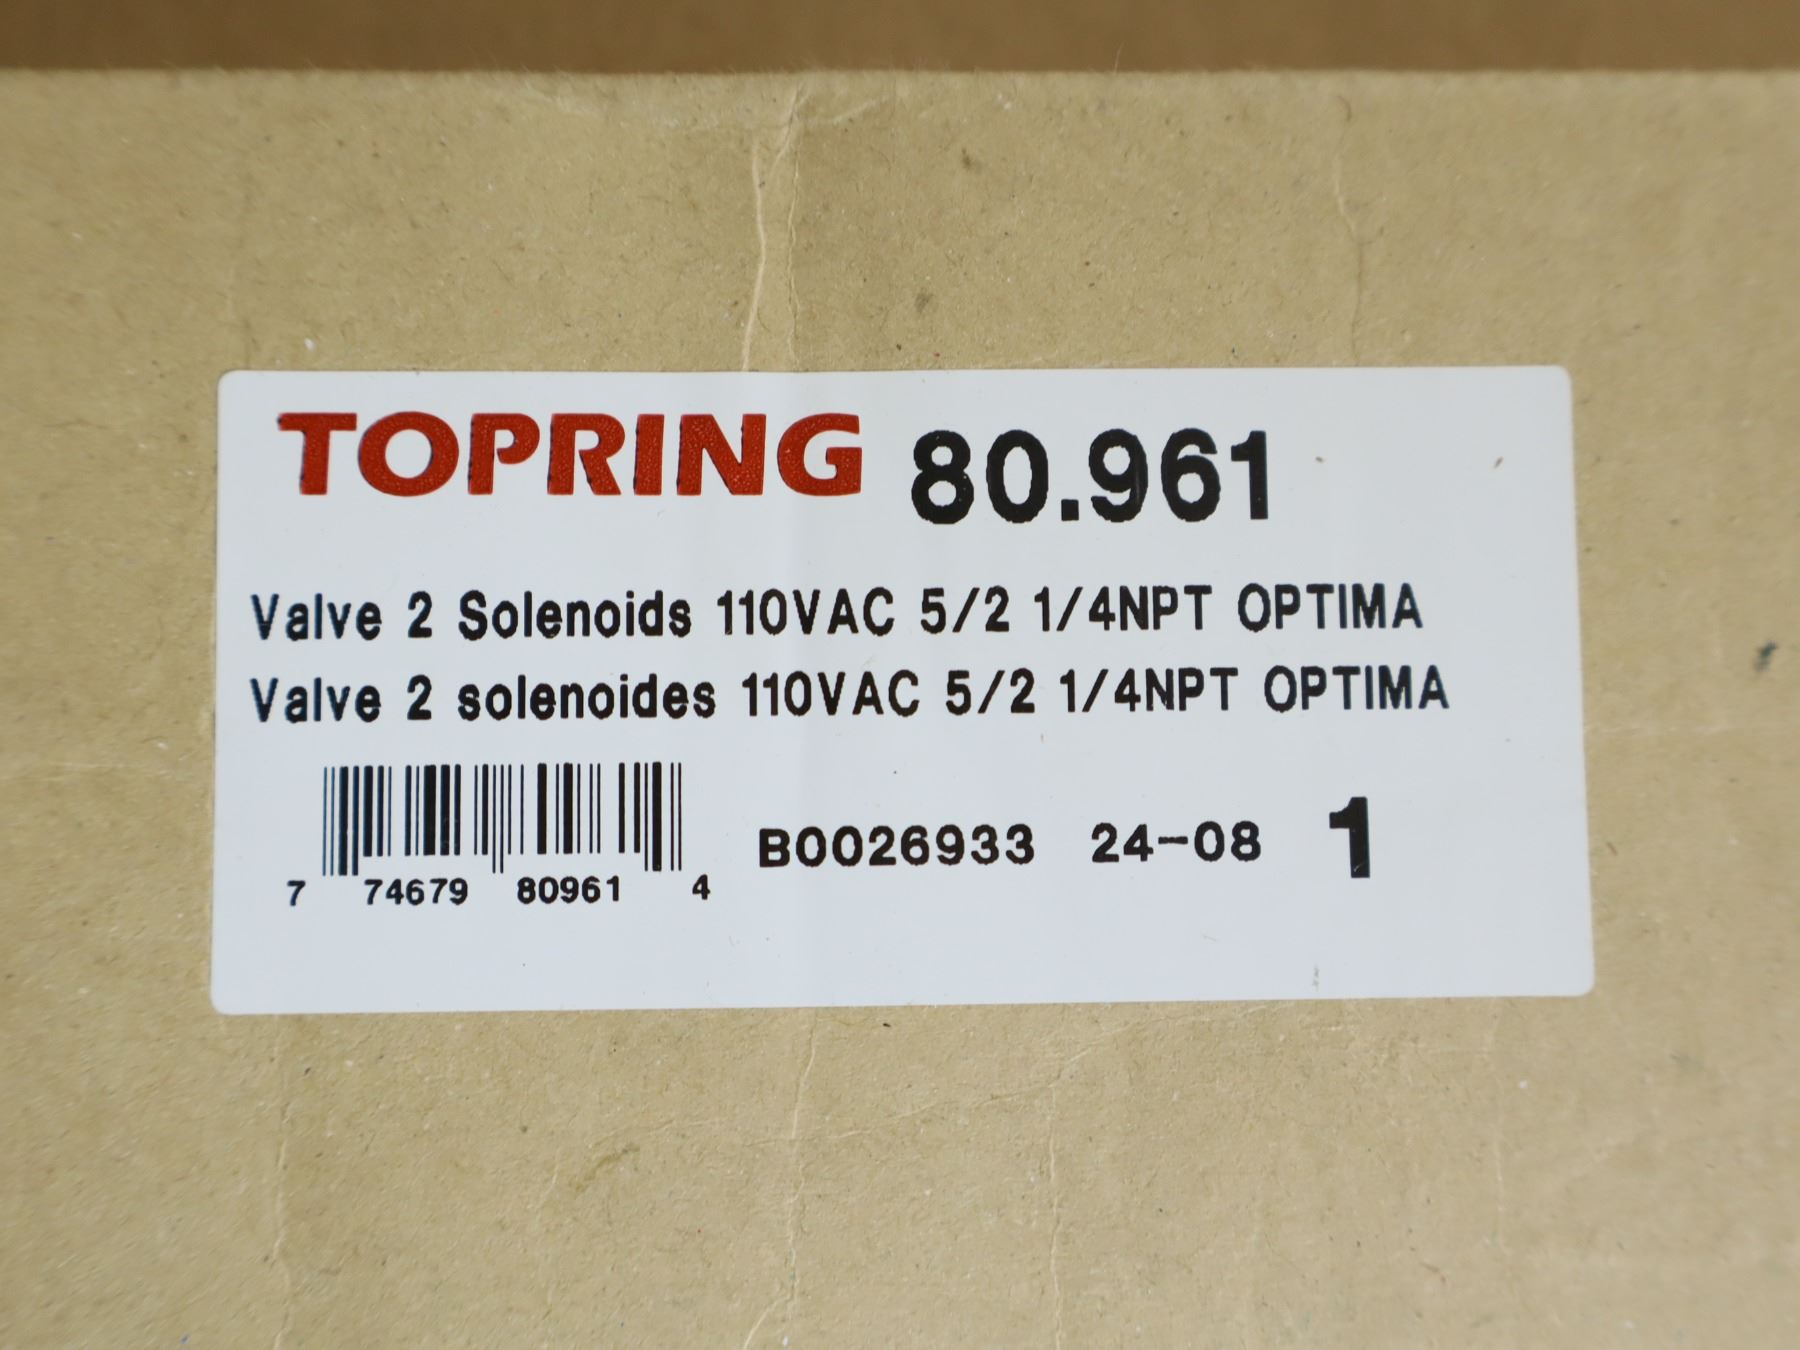 TOPRING 80.961
Valve 2 Solenoids 110VAC 5/2 1/4NPT OPTIMA
Valve 2 solenoides 110VAC 5/2 1/4NPT OPTIMA
7 74679 80961 4 B0026933 24-08 1